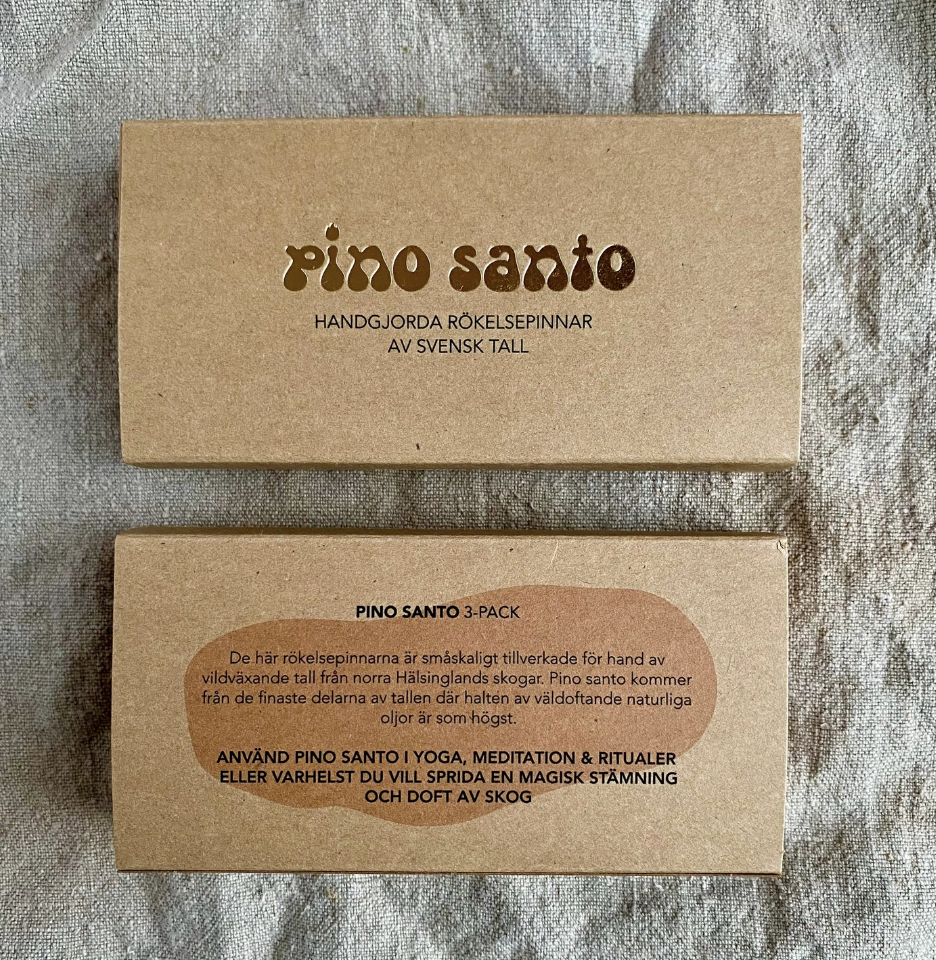 pino santo
HANDGJORDA RÖKELSEPINNAR
AV SVENSK TALL
PINO SANTO 3-PACK
De här rökelsepinnarna är småskaligt tillverkade för hand av
vildväxande tall från norra Hälsinglands skogar. Pino santo kommer
från de finaste delarna av tallen där halten av väldoftande naturliga
oljor är som högst.
ANVÄND PINO SANTO I YOGA, MEDITATION & RITUALER
ELLER VARHELST DU VILL SPRIDA EN MAGISK STÄMNING
OCH DOFT AV SKOG